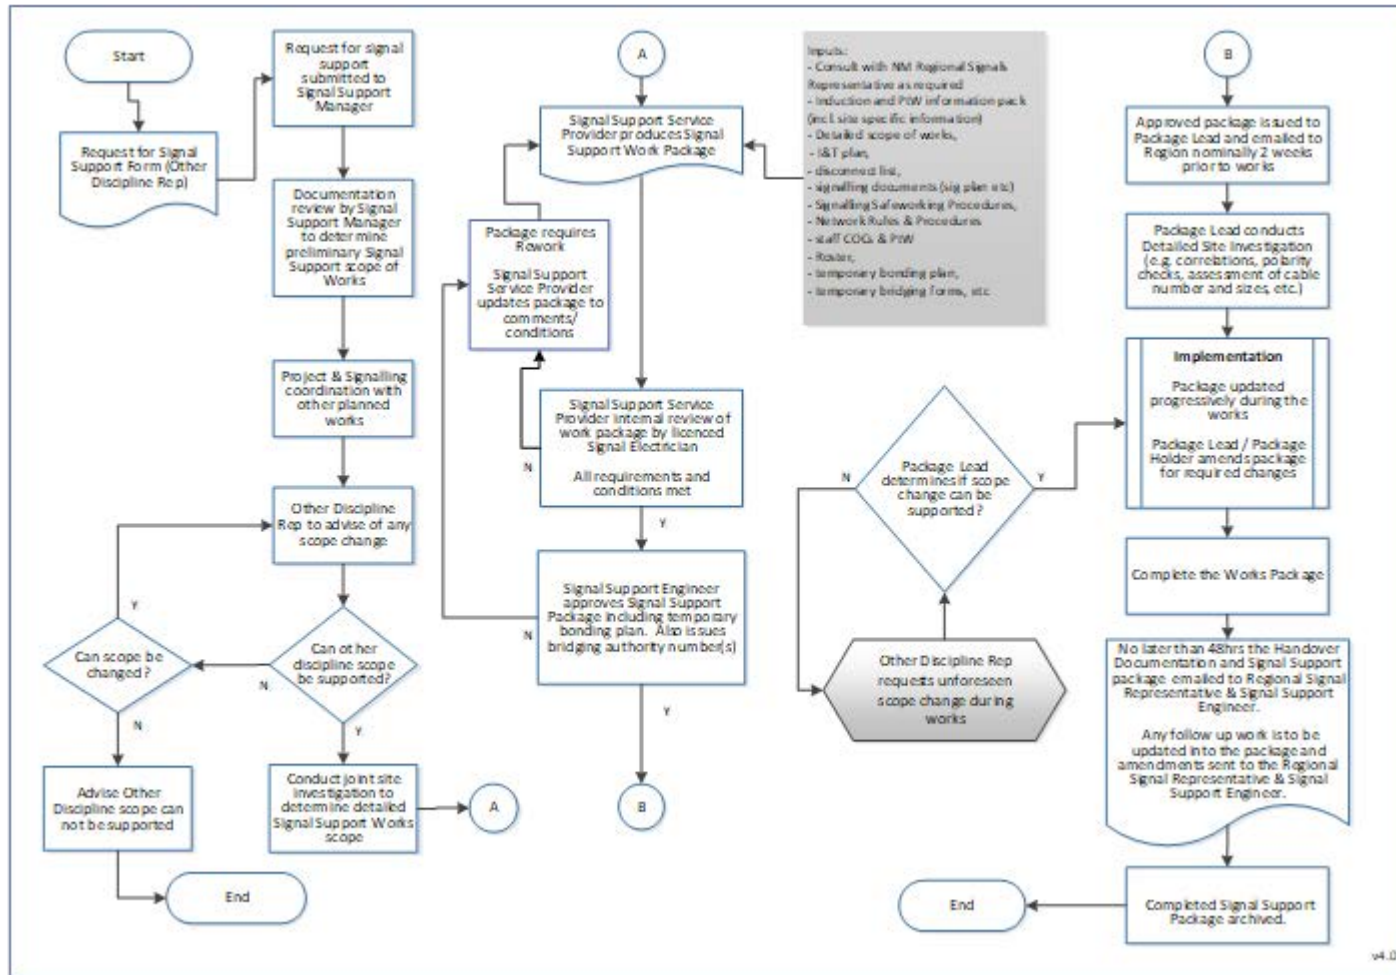 Start
Request for Signal
Support Form (Other
Discipline Rep)
Request for signal
support
submitted to
Signal Support
Manager
Documentation
review by Signal
Support Manager
to determine
preliminary Signal
Support scope of
Works
Project & Signalling
coordination with
other planned
works
Other Discipline
Rep to advise of any
scope change
Can other
discipline scope
be supported?
N
Y
Can scope be
changed?
Y
N
Advise Other
Discipline scope can
not be supported
End
Conduct joint site
investigation to
determine detailed
Signal Support Works
scope
A
A
Signal Support Service
Provider produces Signal
Support Work Package
Inputs:
- Consult with NM Regional Signals
Representative as required
- Induction and PIW information pack
(incl. site specific information)
- Detailed scope of works,
- I&T plan,
- disconnect list,
- signalling documents (sig plan etc)
- Signalling Safeworking Procedures,
- Network Rules & Procedures
- staff COCs & PIW
- Roster,
- temporary bonding plan,
- temporary bridging forms, etc
Package requires
Rework
Signal Support
Service Provider
updates package to
comments/
conditions
Signal Support Service
Provider internal review of
work package by licenced
Signal Electrician
All requirements and
conditions met
N
Y
Signal Support Engineer
approves Signal Support
Package including temporary
bonding plan. Also issues
bridging authority number(s)
N
Y
B
B
Approved package issued to
Package Lead and emailed to
Region nominally 2 weeks
prior to works
Package Lead conducts
Detailed Site Investigation
(e.g. correlations, polarity
checks, assessment of cable
number and sizes, etc.)
Implementation
Package updated
progressively during the
works
Package Lead / Package
Holder amends package
for required changes
Package Lead
determines if scope
change can be
supported?
N
Y
Other Discipline Rep
requests unforeseen
scope change during
works
Complete the Works Package
No later than 48hrs the Handover
Documentation and Signal Support
package emailed to Regional Signal
Representative & Signal Support
Engineer.
Any follow up work is to be
updated into the package and
amendments sent to the Regional
Signal Representative & Signal
Support Engineer.
Completed Signal Support
Package archived.
End
v4.0